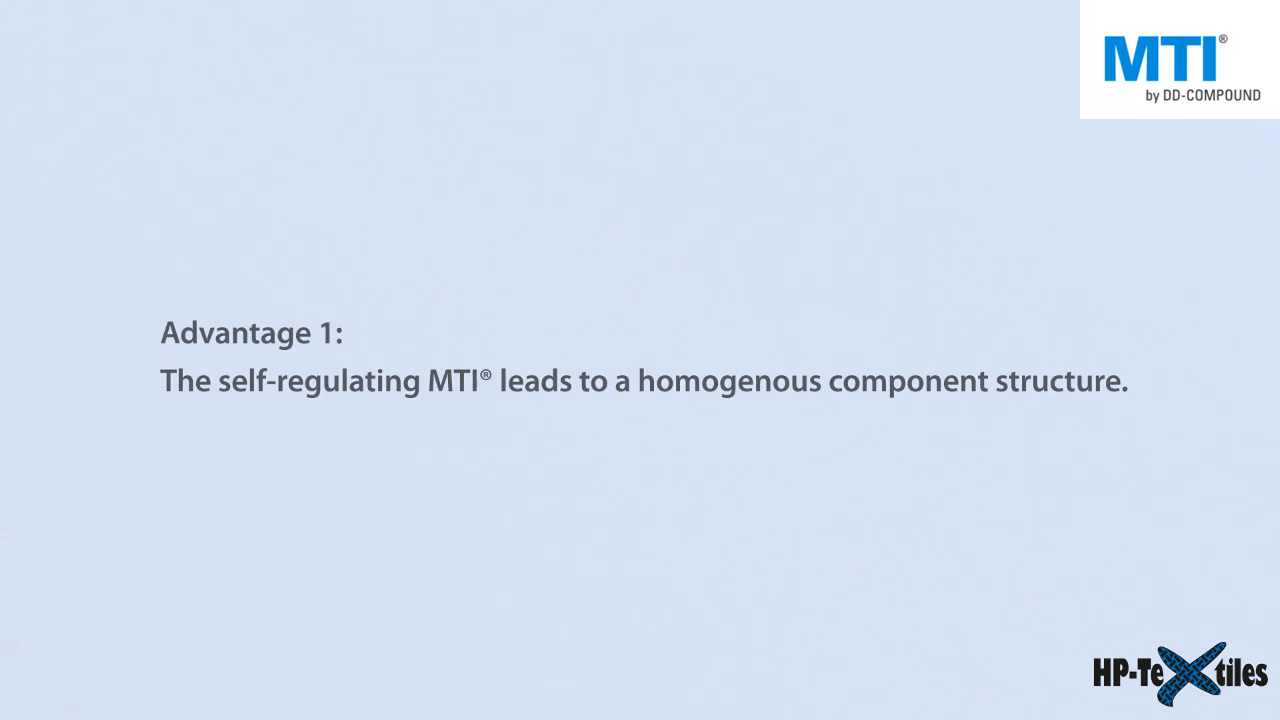 MTI®
by DD-COMPOUND
Advantage 1:
The self-regulating MTI® leads to a homogenous component structure.
HP-TeXtiles